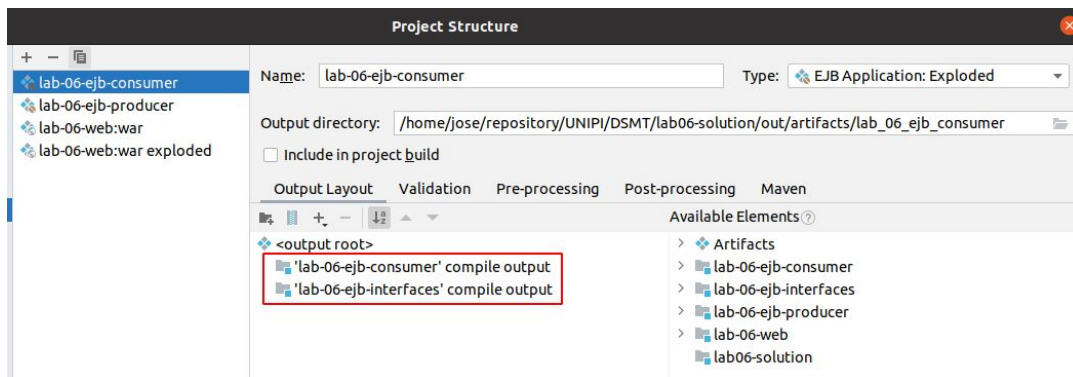 Project Structure
lab-06-ejb-consumer
lab-06-ejb-producer
lab-06-web:war
lab-06-web:war exploded
Name: lab-06-ejb-consumer Type: EJB Application: Exploded
Output directory: /home/jose/repository/UNIPI/DSMT/lab06-solution/out/artifacts/lab_06_ejb_consumer
Include in project build
Output Layout Validation Pre-processing Post-processing Maven
Available Elements
<output root>
'lab-06-ejb-consumer' compile output
'lab-06-ejb-interfaces' compile output
Artifacts
lab-06-ejb-consumer
lab-06-ejb-interfaces
lab-06-ejb-producer
lab-06-web
lab06-solution